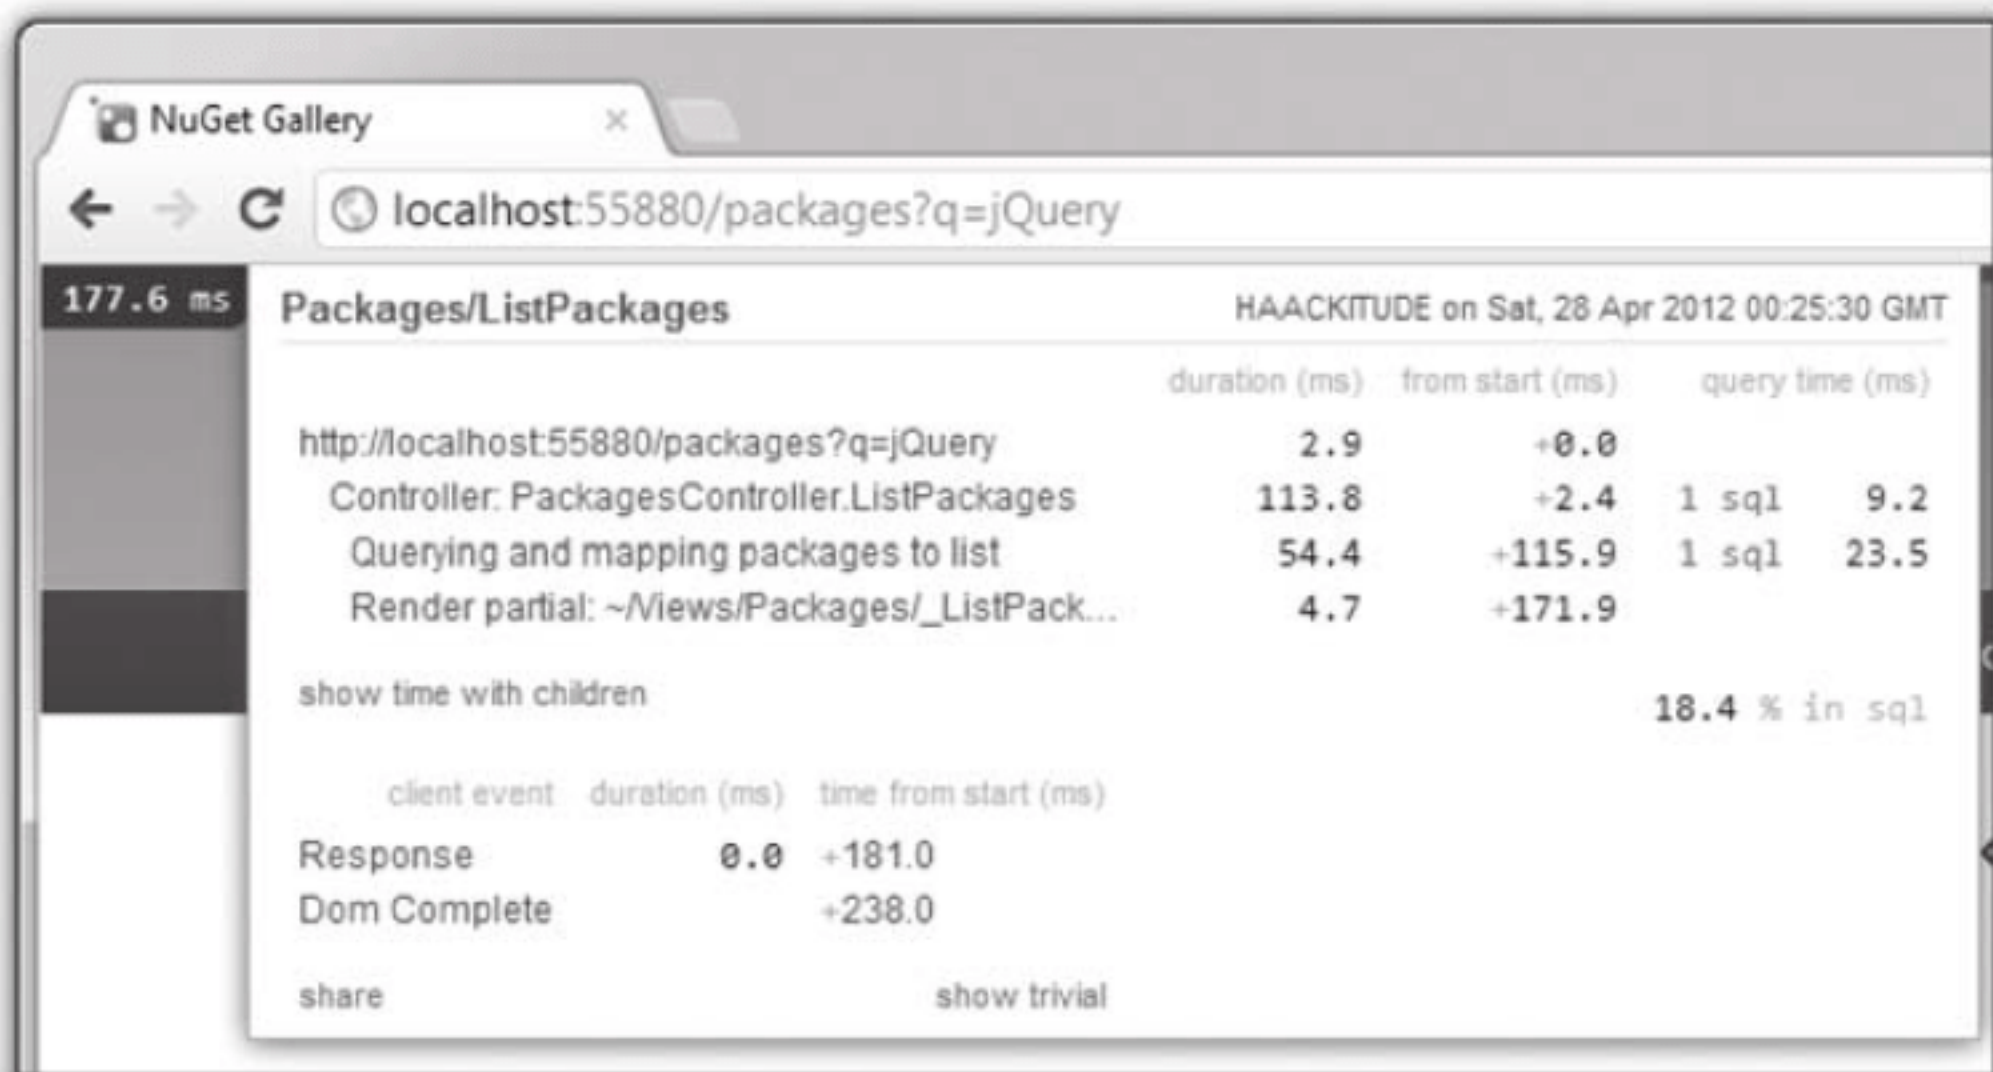 NuGet Gallery
localhost:55880/packages?q=jQuery
177.6 ms
Packages/ListPackages HAACKITUDE on Sat, 28 Apr 2012 00:25:30 GMT
duration (ms) from start (ms) query time (ms)
http://localhost:55880/packages?q=jQuery 2.9 +0.0
Controller: PackagesController.ListPackages 113.8 +2.4 1 sql 9.2
Querying and mapping packages to list 54.4 +115.9 1 sql 23.5
Render partial: ~/Views/Packages/_ListPack... 4.7 +171.9
show time with children 18.4 % in sql
client event duration (ms) time from start (ms)
Response 0.0 +181.0
Dom Complete +238.0
share show trivial